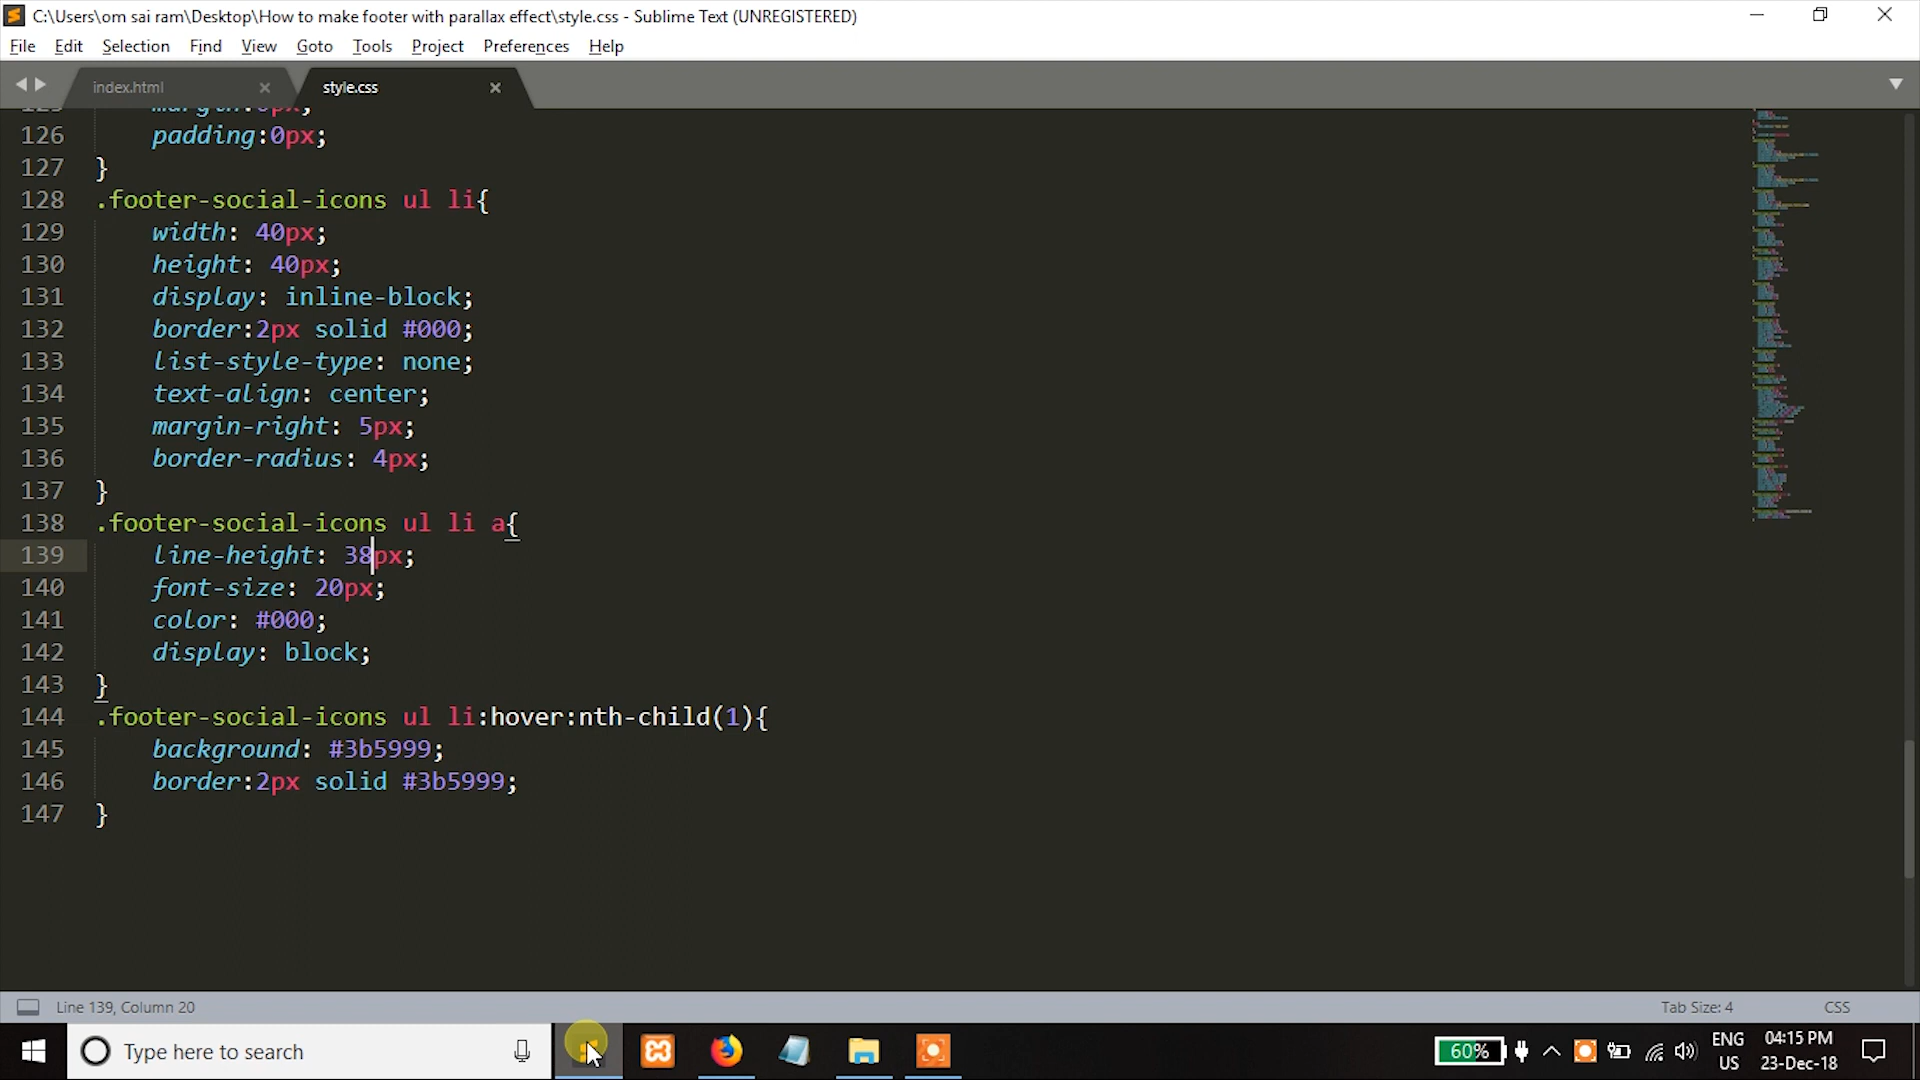 C:\Users\om sai ram\Desktop\How to make footer with parallax effect\style.css - Sublime Text (UNREGISTERED)
File Edit Selection Find View Goto Tools Project Preferences Help
index.html style.css
125 margin:0px;
126 padding:0px;
127 }
128 .footer-social-icons ul li{
129 width: 40px;
130 height: 40px;
131 display: inline-block;
132 border:2px solid #000;
133 list-style-type: none;
134 text-align: center;
135 margin-right: 5px;
136 border-radius: 4px;
137 }
138 .footer-social-icons ul li a{
139 line-height: 38px;
140 font-size: 20px;
141 color: #000;
142 display: block;
143 }
144 .footer-social-icons ul li:hover:nth-child(1){
145 background: #3b5999;
146 border:2px solid #3b5999;
147 }
Line 139, Column 20 Tab Size: 4 CSS
Type here to search 60% ENG 04:15 PM
US 23-Dec-18